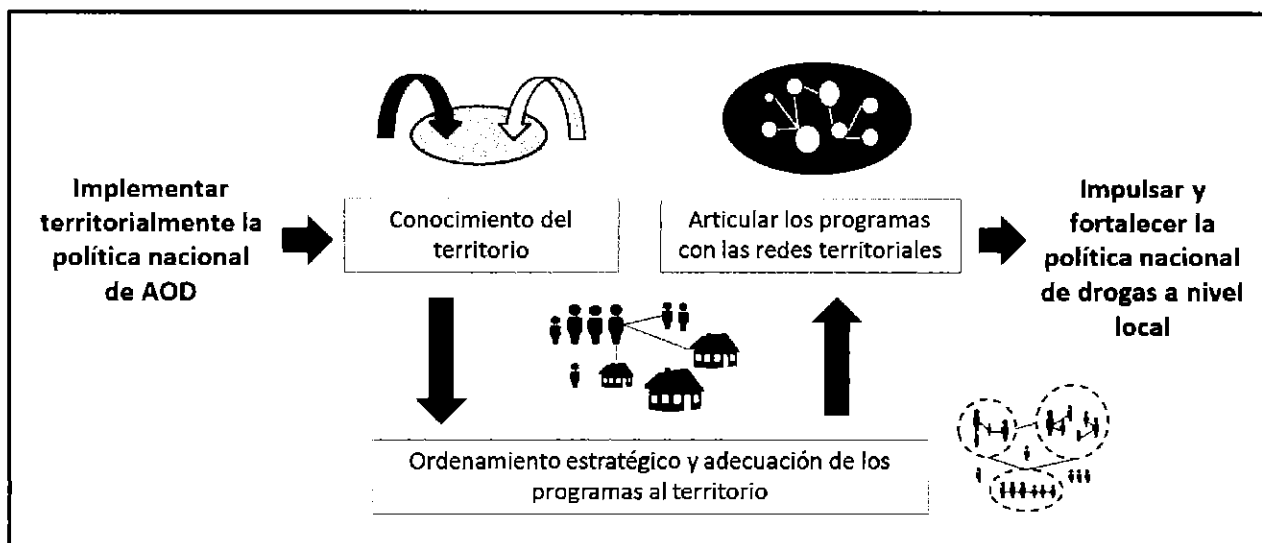 Implementar
territorialmente la
política nacional
de AOD
Conocimiento del
territorio
Ordenamiento estratégico y adecuación de los
programas al territorio
Articular los programas
con las redes territoriales
Impulsar y
fortalecer la
política nacional
de drogas a nivel
local